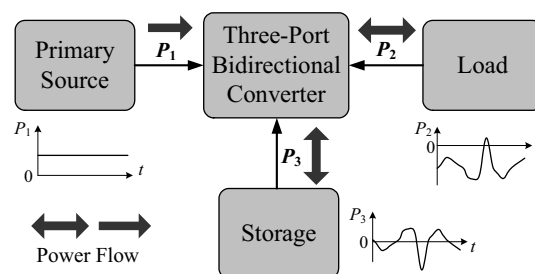 Primary
Source
P₁
Three-Port
Bidirectional
Converter
P₂
Load
P₁
0
t
P₃
P₂
0
t
Storage
P₃
0
t
Power Flow